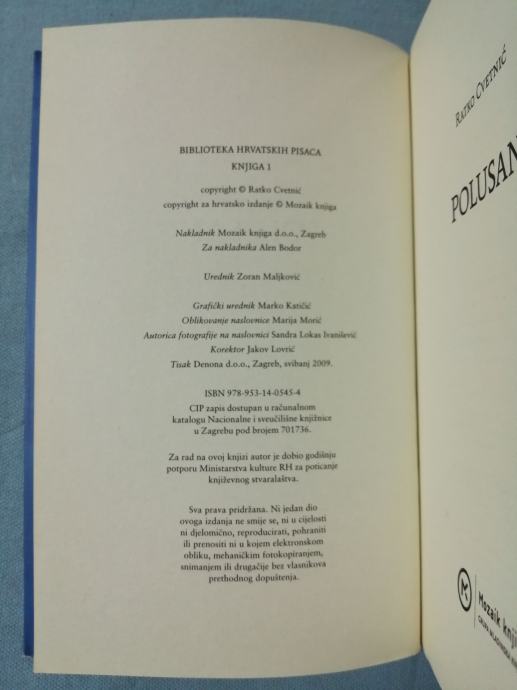 BIBLIOTEKA HRVATSKIH PISACA
KNJIGA 1
copyright © Ratko Cvetnić
copyright za hrvatsko izdanje © Mozaik knjiga
Nakladnik Mozaik knjiga d.o.o., Zagreb
Za nakladnika Alen Bodor
Urednik Zoran Maljković
Grafički urednik Marko Katičić
Oblikovanje naslovnice Marija Morić
Autorica fotografije na naslovnici Sandra Lokas Ivanišević
Korektor Jakov Lovrić
Tisak Denona d.o.o., Zagreb, svibanj 2009.
ISBN 978-953-14-0545-4
CIP zapis dostupan u računalnom
katalogu Nacionalne i sveučilišne knjižnice
u Zagrebu pod brojem 701736.
Za rad na ovoj knjizi autor je dobio godišnju
potporu Ministarstva kulture RH za poticanje
književnog stvaralaštva.
Sva prava pridržana. Ni jedan dio
ovoga izdanja ne smije se, ni u cijelosti
ni djelomično, reproducirati, pohraniti
ili prenositi ni u kojem elektronskom
obliku, mehaničkim fotokopiranjem,
snimanjem ili drugačije bez vlasnikova
prethodnog dopuštenja.
RATKO CVETNIĆ
POLUSAN
Mozaik knji